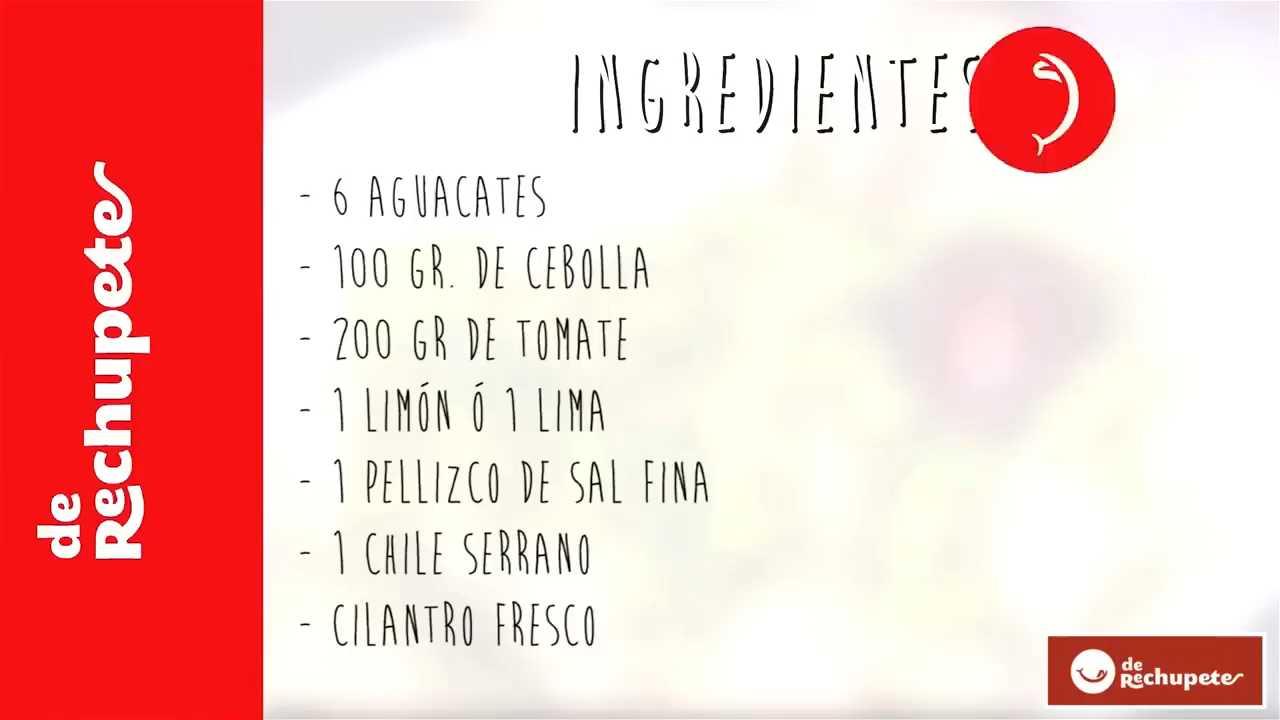 de
Rechupete
INGREDIENTES
- 6 AGUACATES
- 100 GR. DE CEBOLLA
- 200 GR DE TOMATE
- 1 LIMÓN Ó 1 LIMA
- 1 PELLIZCO DE SAL FINA
- 1 CHILE SERRANO
- CILANTRO FRESCO
de
Rechupete